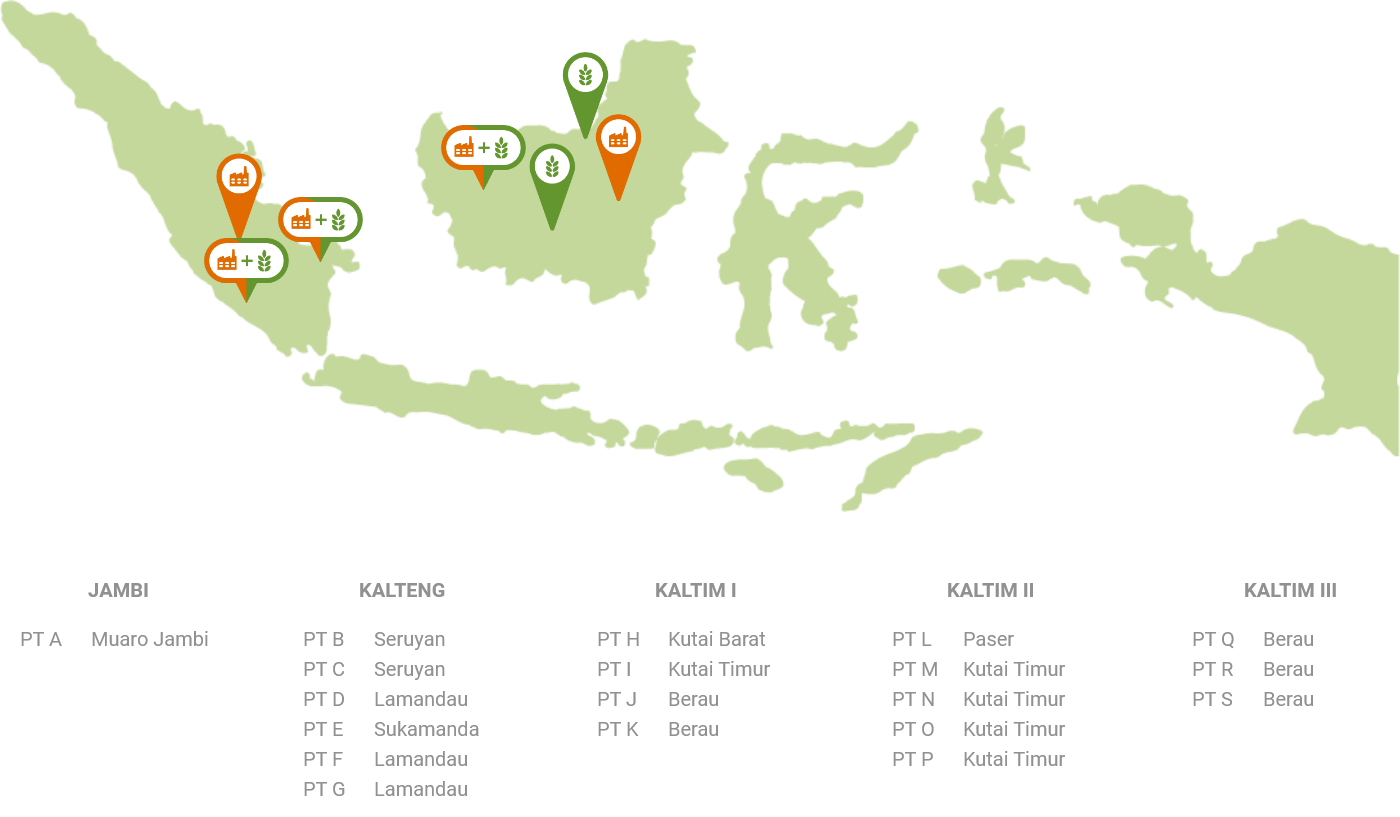 JAMBI KALTENG KALTIM I KALTIM II KALTIM III
PT A Muaro Jambi PT B Seruyan PT H Kutai Barat PT L Paser PT Q Berau
PT C Seruyan PT I Kutai Timur PT M Kutai Timur PT R Berau
PT D Lamandau PT J Berau PT N Kutai Timur PT S Berau
PT E Sukamanda PT K Berau PT O Kutai Timur
PT F Lamandau PT P Kutai Timur
PT G Lamandau